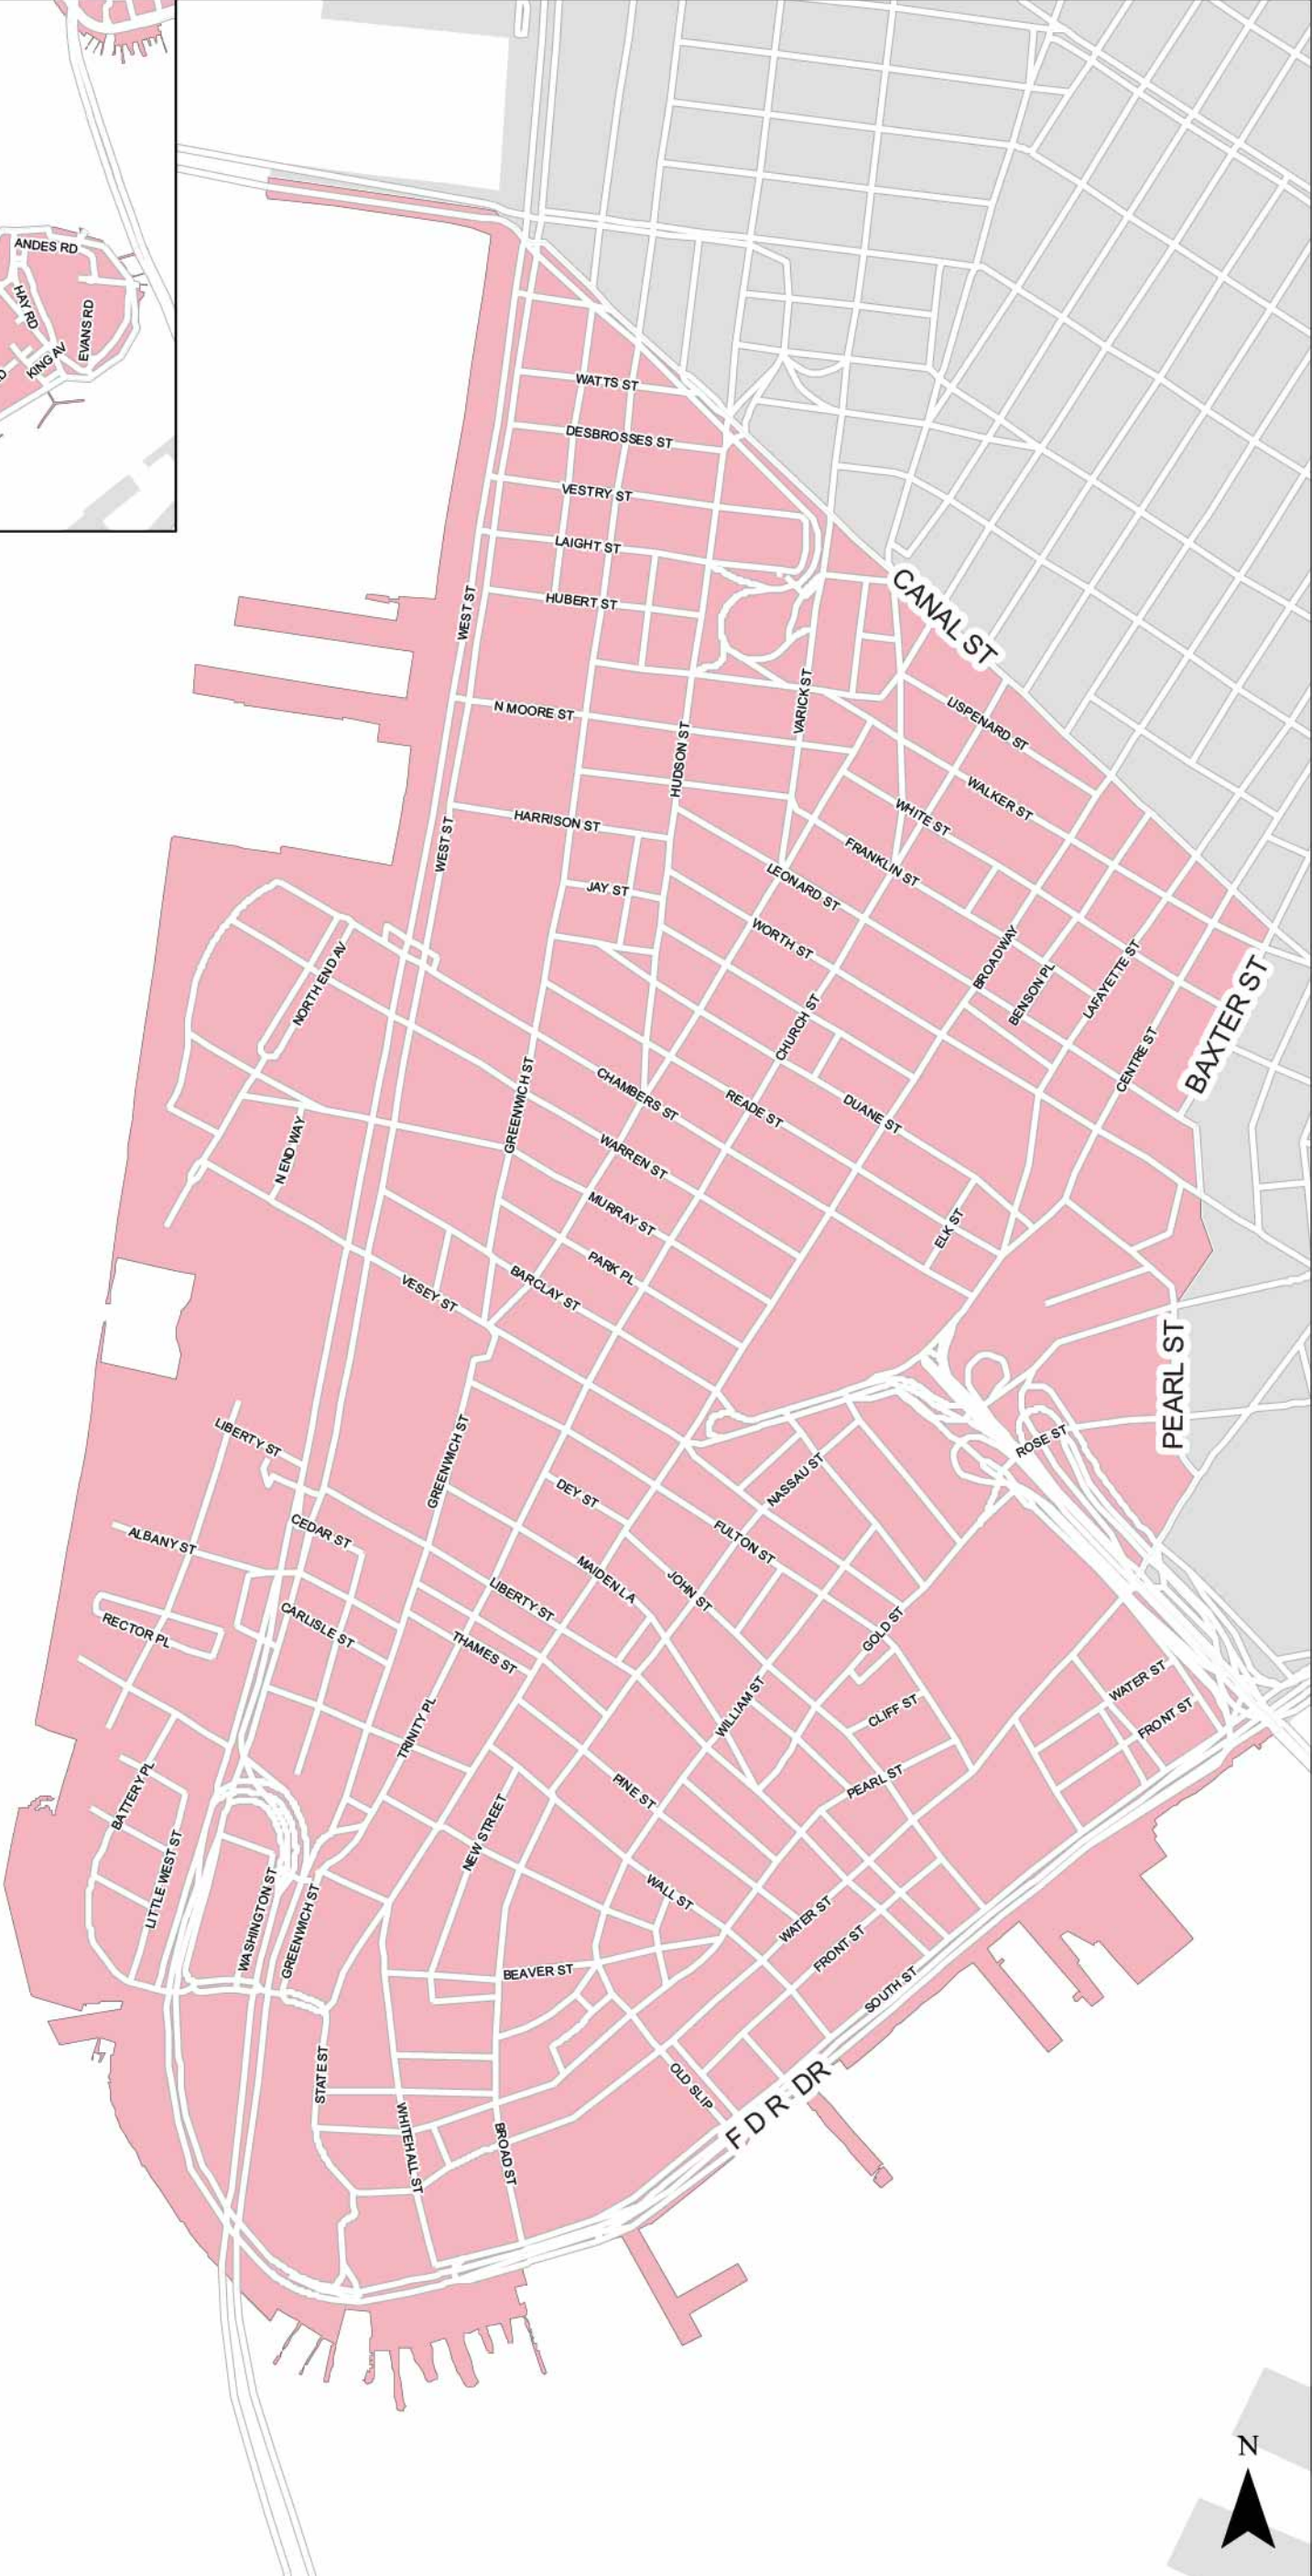 ANDES RD
HAY RD
EVANS RD
KING AV
WATTS ST
DESBROSSES ST
VESTRY ST
LAIGHT ST
HUBERT ST
WEST ST
CANAL ST
N MOORE ST
VARICK ST
LISPENARD ST
HUDSON ST
WALKER ST
HARRISON ST
WHITE ST
WEST ST
FRANKLIN ST
JAY ST
LEONARD ST
WORTH ST
BROADWAY
BENSON PL
LAFAYETTE ST
NORTH END AV
CHURCH ST
BAXTER ST
CENTRE ST
GREENWICH ST
CHAMBERS ST
READE ST
DUANE ST
N END WAY
WARREN ST
MURRAY ST
ELK ST
PARK PL
BARCLAY ST
VESEY ST
PEARL ST
LIBERTY ST
ROSE ST
GREENWICH ST
NASSAU ST
DEY ST
ALBANY ST
CEDAR ST
FULTON ST
MAIDEN LA
JOHN ST
LIBERTY ST
RECTOR PL
CARLISLE ST
GOLD ST
THAMES ST
WATER ST
WILLIAM ST
CLIFF ST
FRONT ST
TRINITY PL
PEARL ST
BATTERY PL
PINE ST
NEW STREET
LITTLE WEST ST
WALL ST
WASHINGTON ST
GREENWICH ST
WATER ST
FRONT ST
BEAVER ST
SOUTH ST
STATE ST
OLD SLIP
F D R DR
WHITEHALL ST
BROAD ST
N